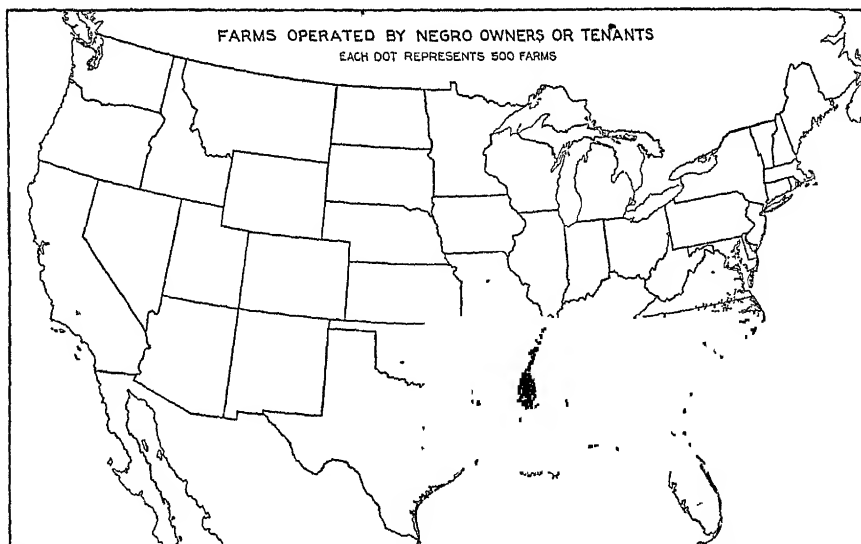 FARMS OPERATED BY NEGRO OWNERS OR TENANTS
EACH DOT REPRESENTS 500 FARMS